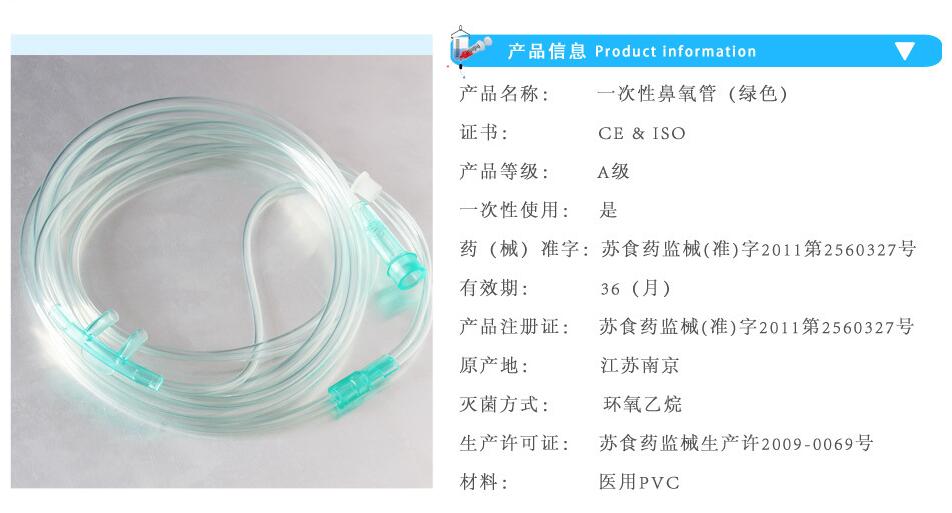 产品信息 Product information
产品名称： 一次性鼻氧管（绿色）
证书： CE & ISO
产品等级： A级
一次性使用： 是
药（械）准字：苏食药监械(准)字2011第2560327号
有效期： 36（月）
产品注册证： 苏食药监械(准)字2011第2560327号
原产地： 江苏南京
灭菌方式： 环氧乙烷
生产许可证： 苏食药监械生产许2009-0069号
材料： 医用PVC